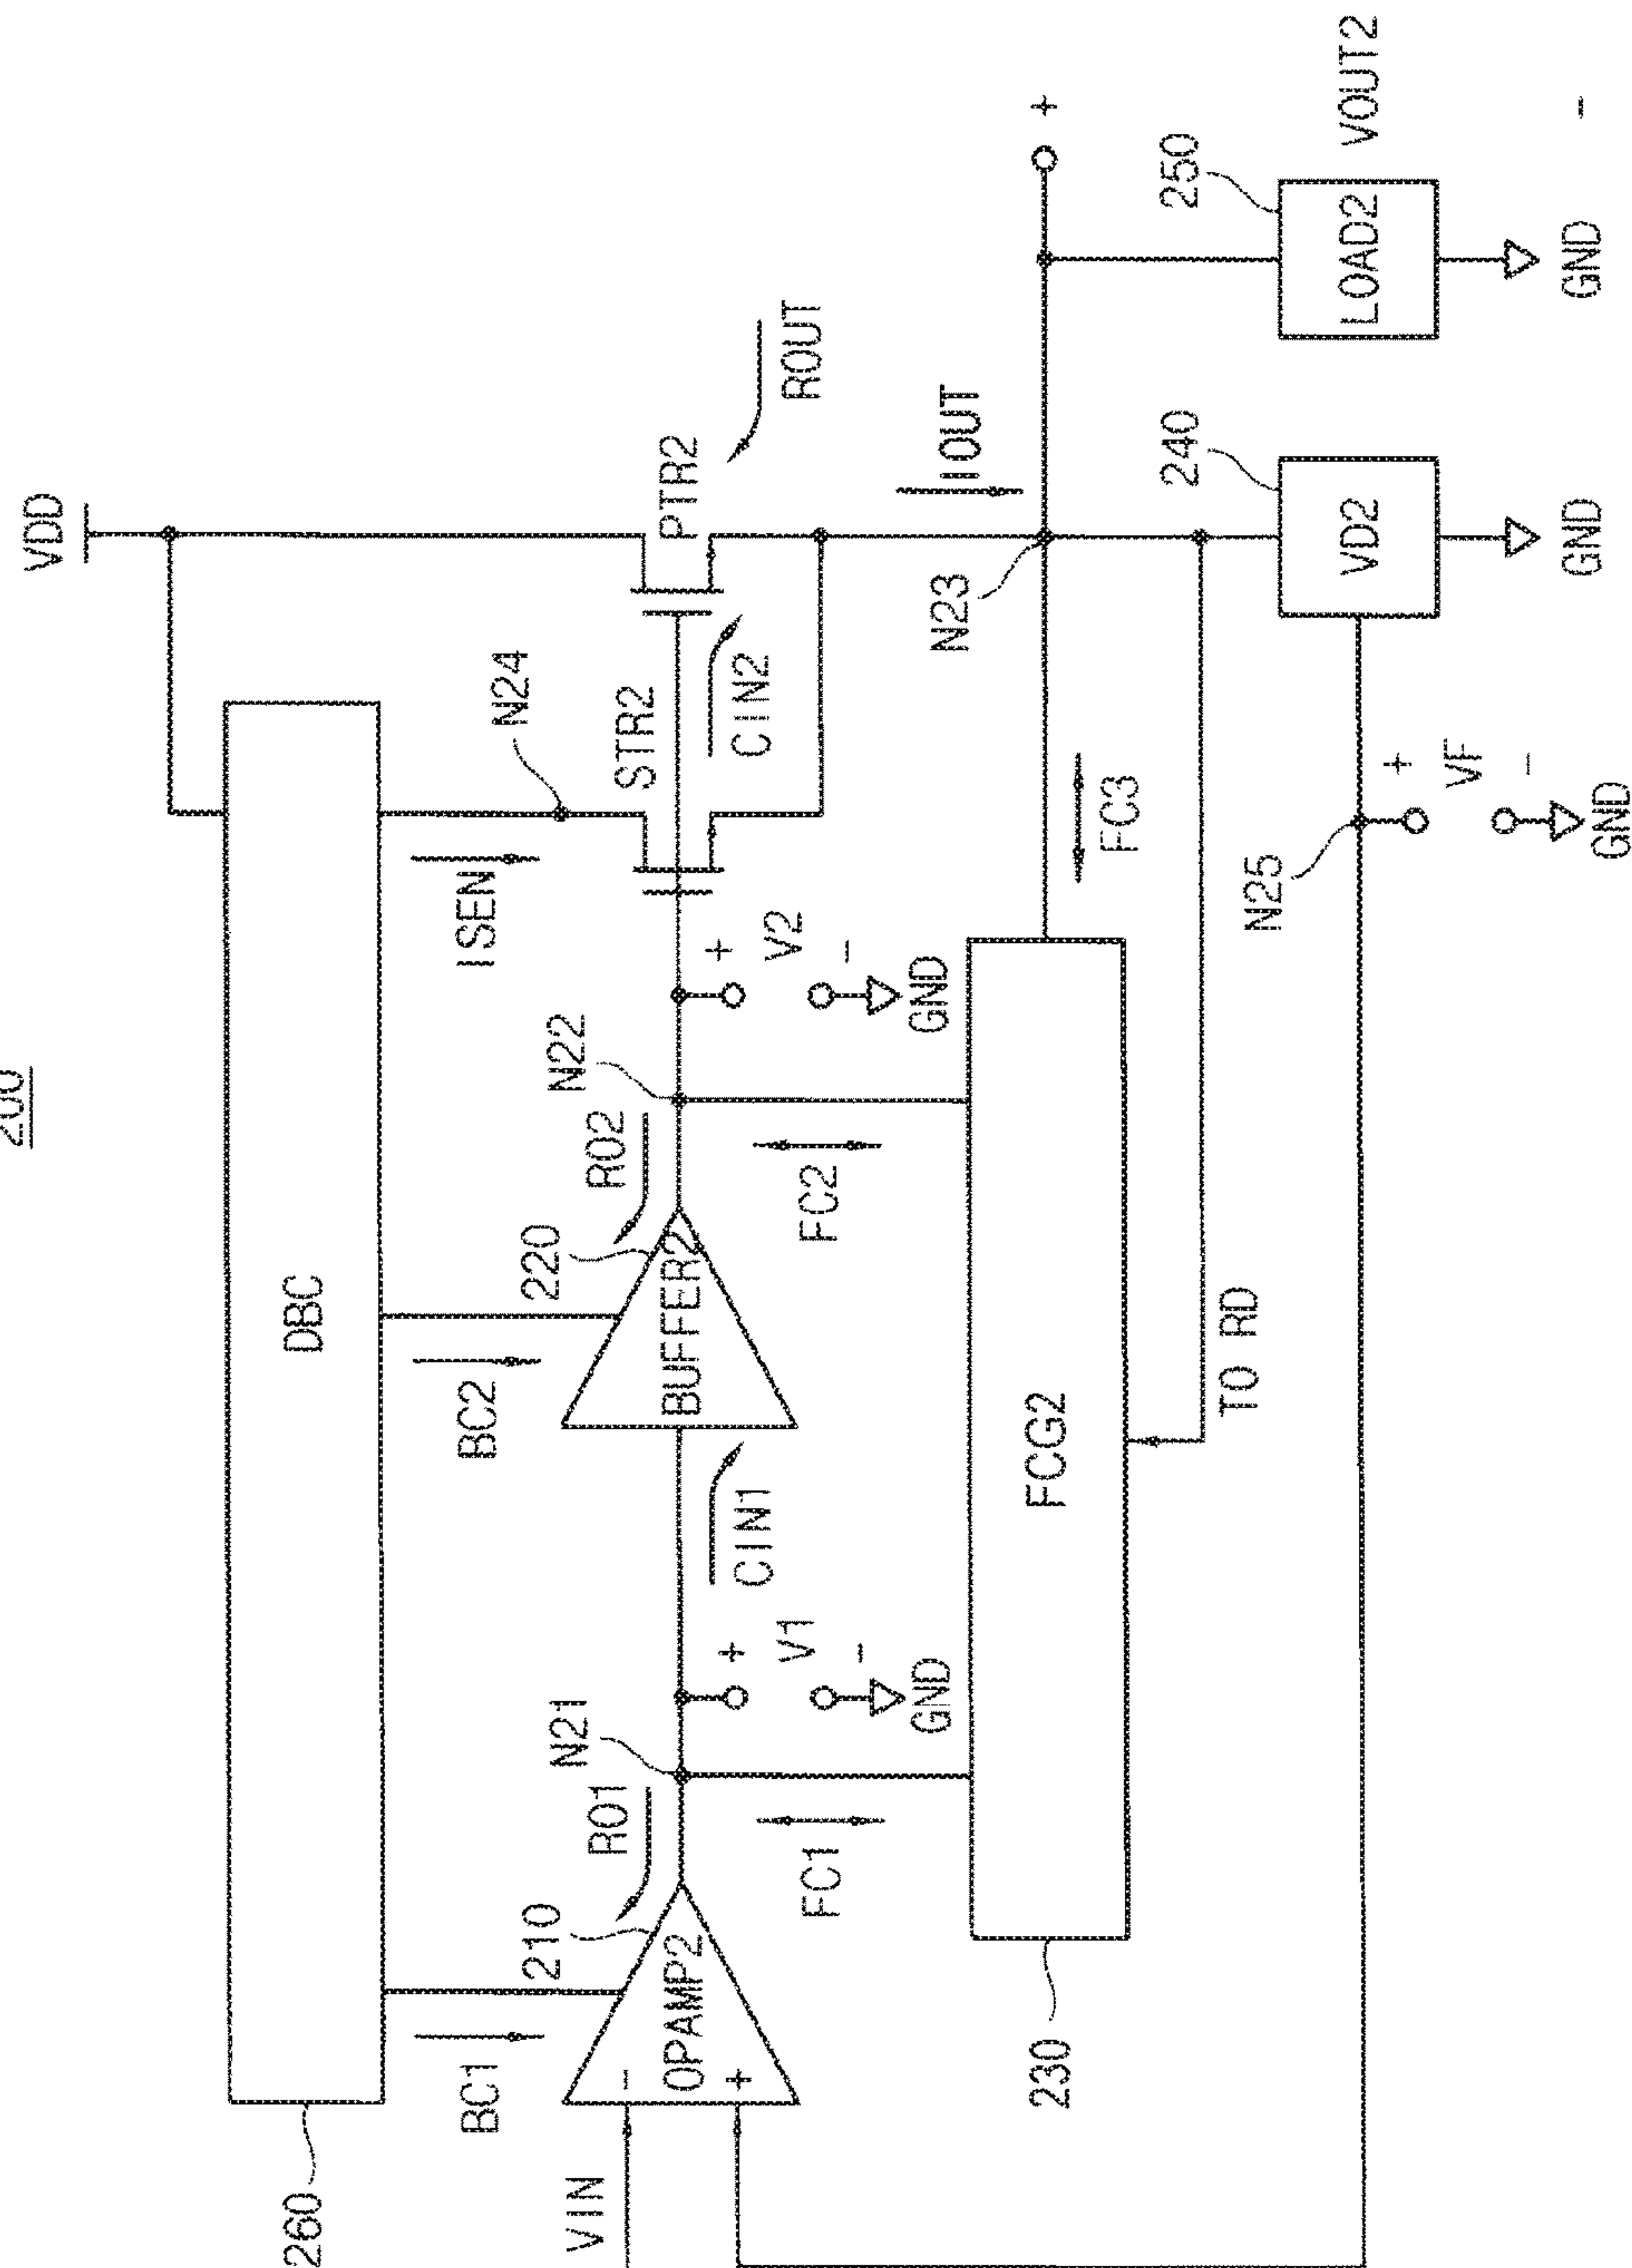 200
VDD
260
DBC
BC1
BC2
ISEN
N24
VIN
-
+
OPAMP2
210
RO1
N21
+
V1
-
GND
CIN1
BUFFER2
220
RO2
N22
+
V2
-
GND
STR2
CIN2
PTR2
ROUT
FC1
FC2
230
FCG2
FC3
TO RD
N23
IOUT
+
N25
+
VF
-
GND
240
VD2
GND
250
LOAD2
GND
VOUT2
-